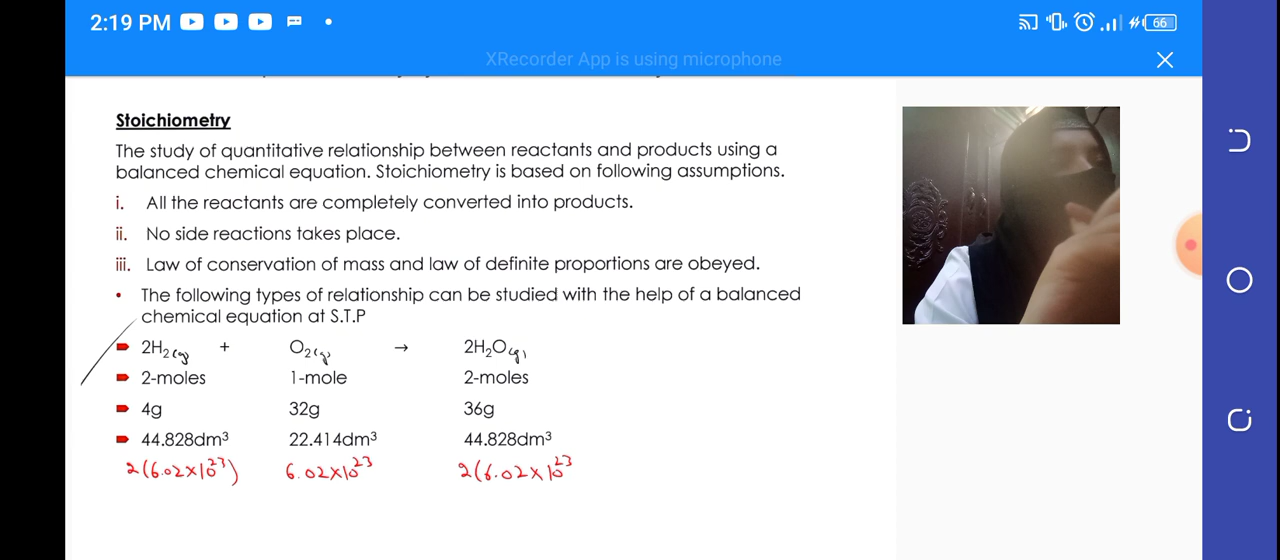 2:19 PM
66
XRecorder App is using microphone
Stoichiometry
The study of quantitative relationship between reactants and products using a
balanced chemical equation. Stoichiometry is based on following assumptions.
i. All the reactants are completely converted into products.
ii. No side reactions takes place.
iii. Law of conservation of mass and law of definite proportions are obeyed.
• The following types of relationship can be studied with the help of a balanced
chemical equation at S.T.P
2H₂(g) + O₂(g) → 2H₂O(g)
2-moles 1-mole 2-moles
4g 32g 36g
44.828dm³ 22.414dm³ 44.828dm³
2(6.02×10²³) 6.02×10²³ 2(6.02×10²³